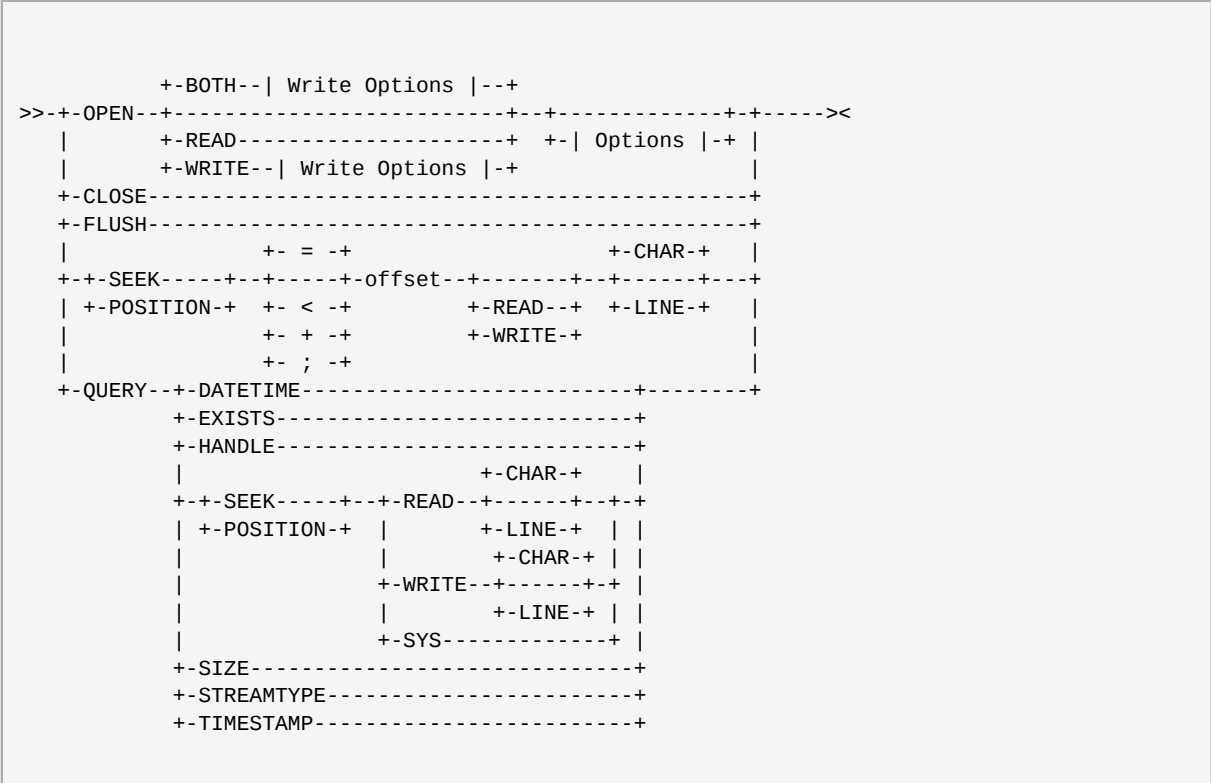 +-BOTH--| Write Options |--+
>>-+-OPEN--+--------------------------+--+-------------+-+-----><
   |       +-READ---------------------+  +-| Options |-+ |
   |       +-WRITE--| Write Options |-+                  |
   +-CLOSE-----------------------------------------------+
   +-FLUSH-----------------------------------------------+
   |               +- = -+                    +-CHAR-+   |
   +-+-SEEK-----+--+-----+-offset--+-------+--+------+---+
   | +-POSITION-+  +- < -+         +-READ--+  +-LINE-+   |
   |               +- + -+         +-WRITE-+             |
   |               +- ; -+                               |
   +-QUERY--+-DATETIME--------------------------+--------+
            +-EXISTS----------------------------+
            +-HANDLE----------------------------+
            |                       +-CHAR-+    |
            +-+-SEEK-----+--+-READ--+------+--+-+
            | +-POSITION-+  |       +-LINE-+  | |
            |               |        +-CHAR-+ | |
            |               +-WRITE--+------+-+ |
            |               |        +-LINE-+ | |
            |               +-SYS-------------+ |
            +-SIZE------------------------------+
            +-STREAMTYPE------------------------+
            +-TIMESTAMP-------------------------+